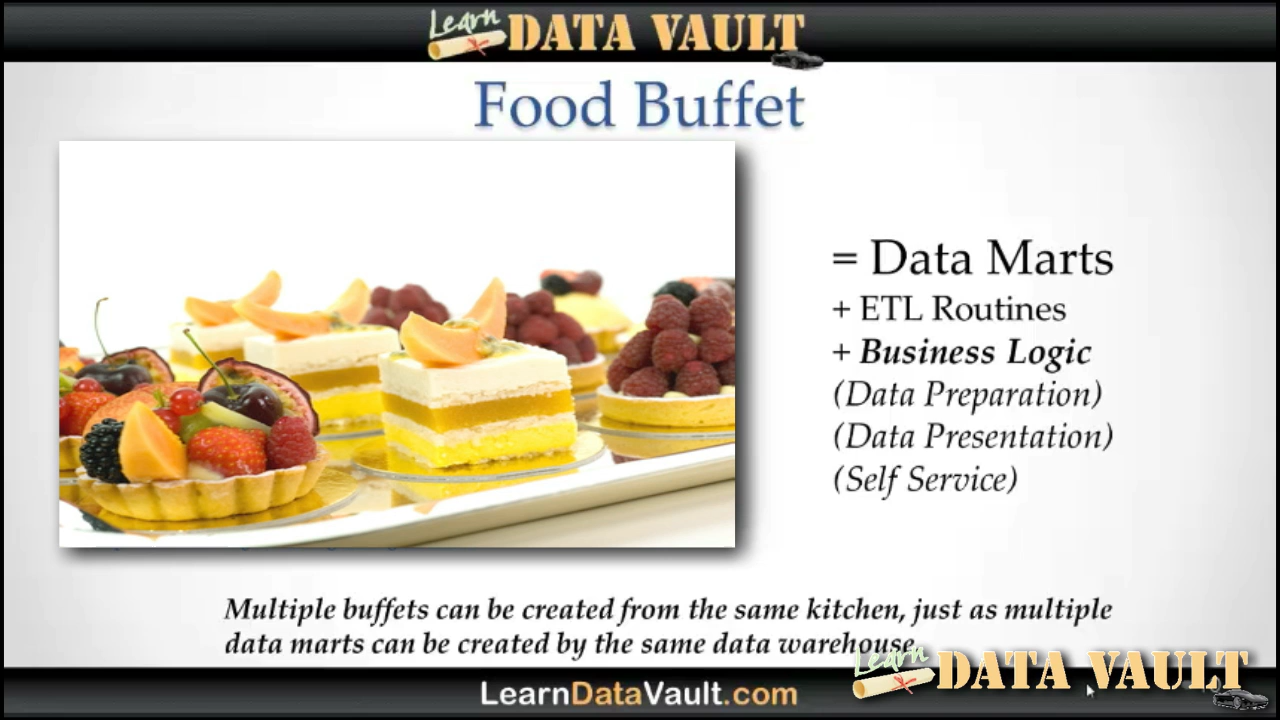 Learn DATA VAULT
Food Buffet
= Data Marts
+ ETL Routines
+ Business Logic
(Data Preparation)
(Data Presentation)
(Self Service)
Multiple buffets can be created from the same kitchen, just as multiple
data marts can be created by the same data warehouse
Learn DATA VAULT
LearnDataVault.com